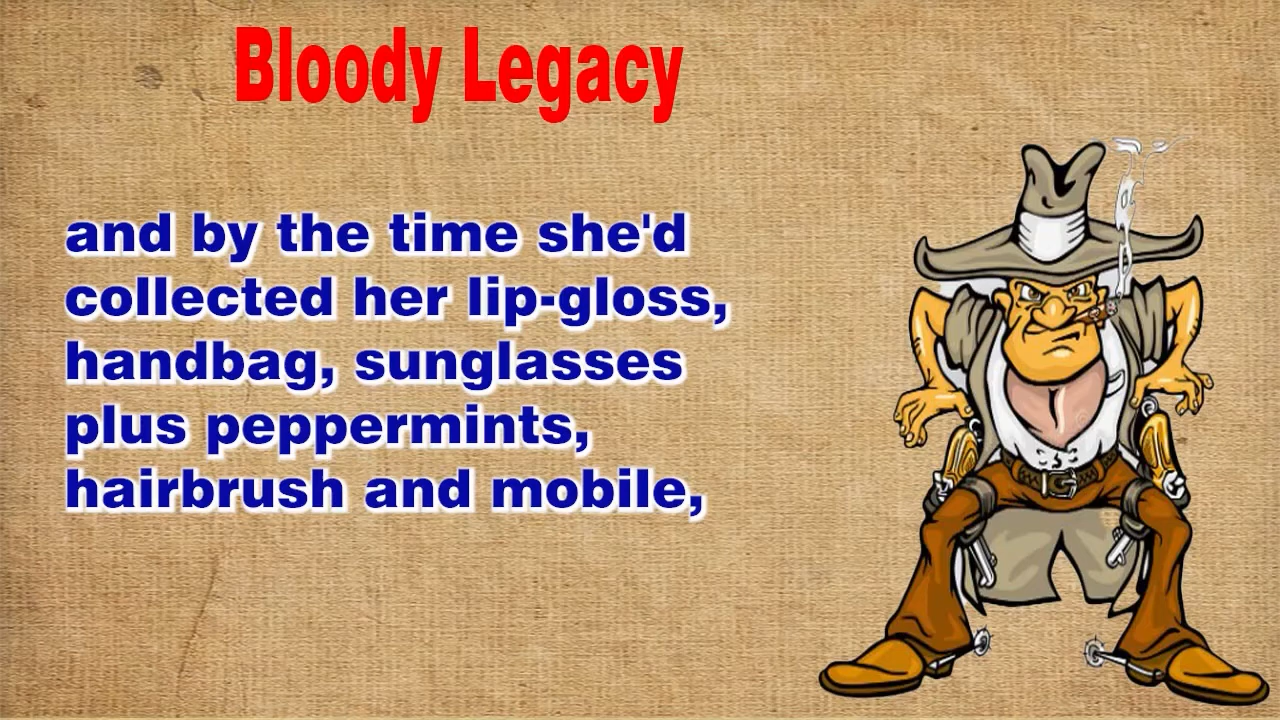 Bloody Legacy
and by the time she'd
collected her lip-gloss,
handbag, sunglasses
plus peppermints,
hairbrush and mobile,